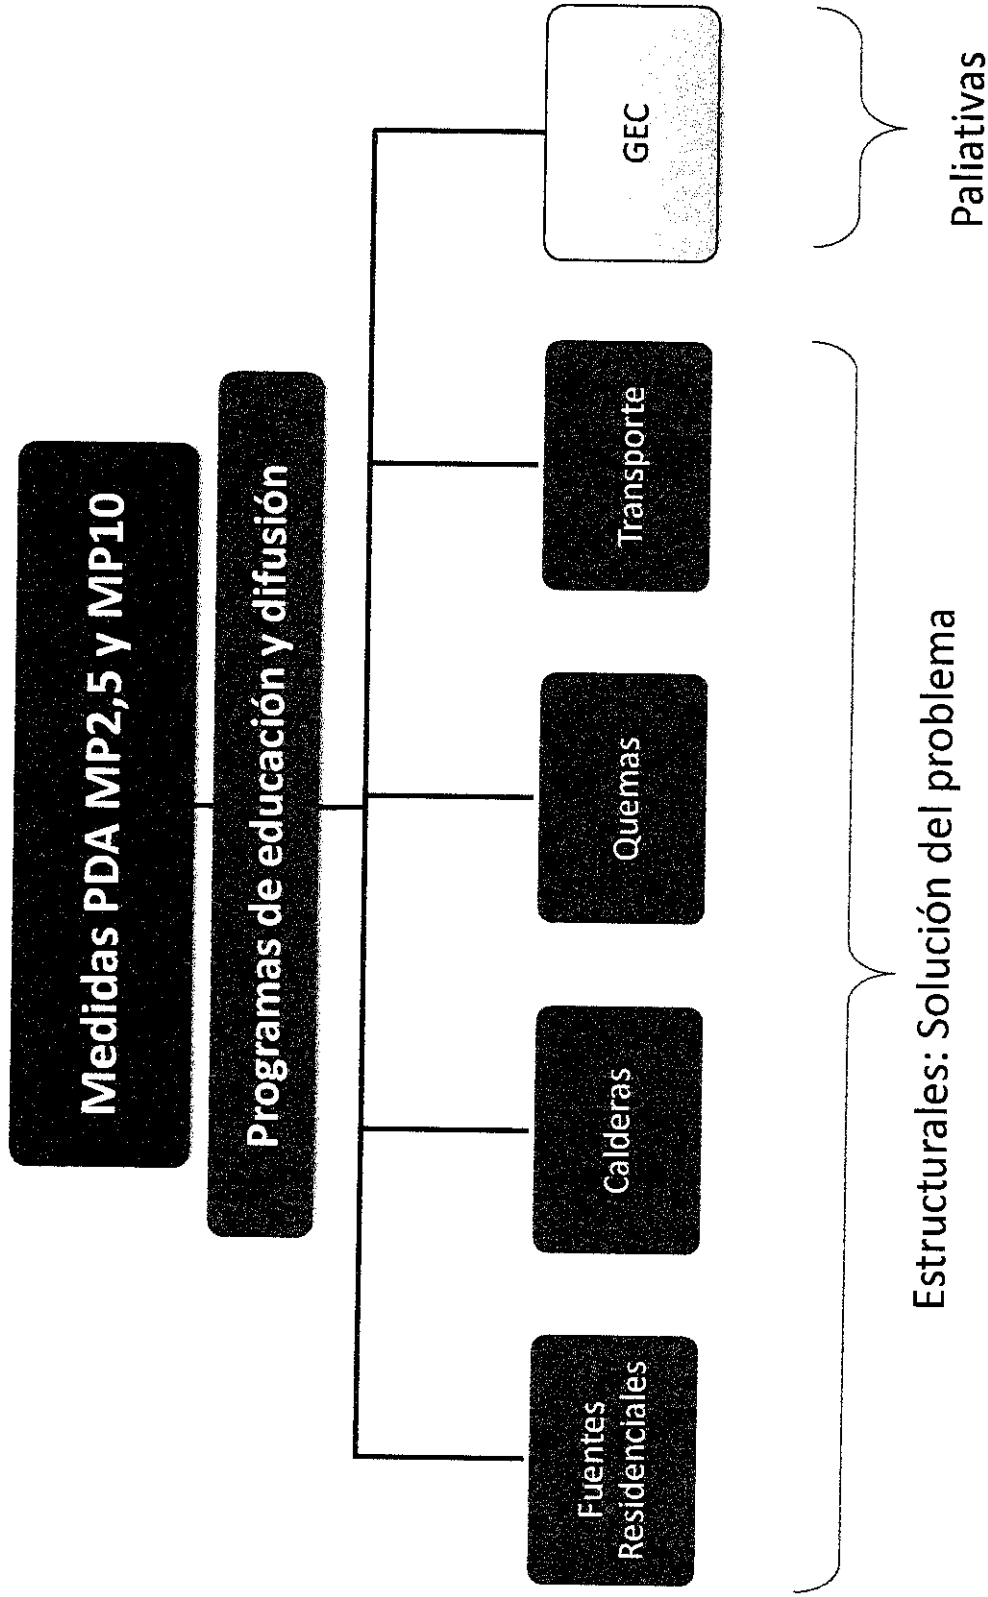 Medidas PDA MP2,5 y MP10
Programas de educación y difusión
Fuentes
Residenciales
Calderas
Quemas
Transporte
GEC
Estructurales: Solución del problema
Paliativas